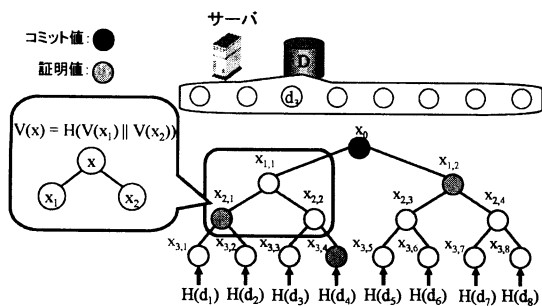 サーバ
コミット値:
証明値:
D
d₃
V(x) = H(V(x₁) || V(x₂))
x
x₁ x₂
x₀
x₁,₁ x₁,₂
x₂,₁ x₂,₂ x₂,₃ x₂,₄
x₃,₁ x₃,₂ x₃,₃ x₃,₄ x₃,₅ x₃,₆ x₃,₇ x₃,₈
H(d₁) H(d₂) H(d₃) H(d₄) H(d₅) H(d₆) H(d₇) H(d₈)